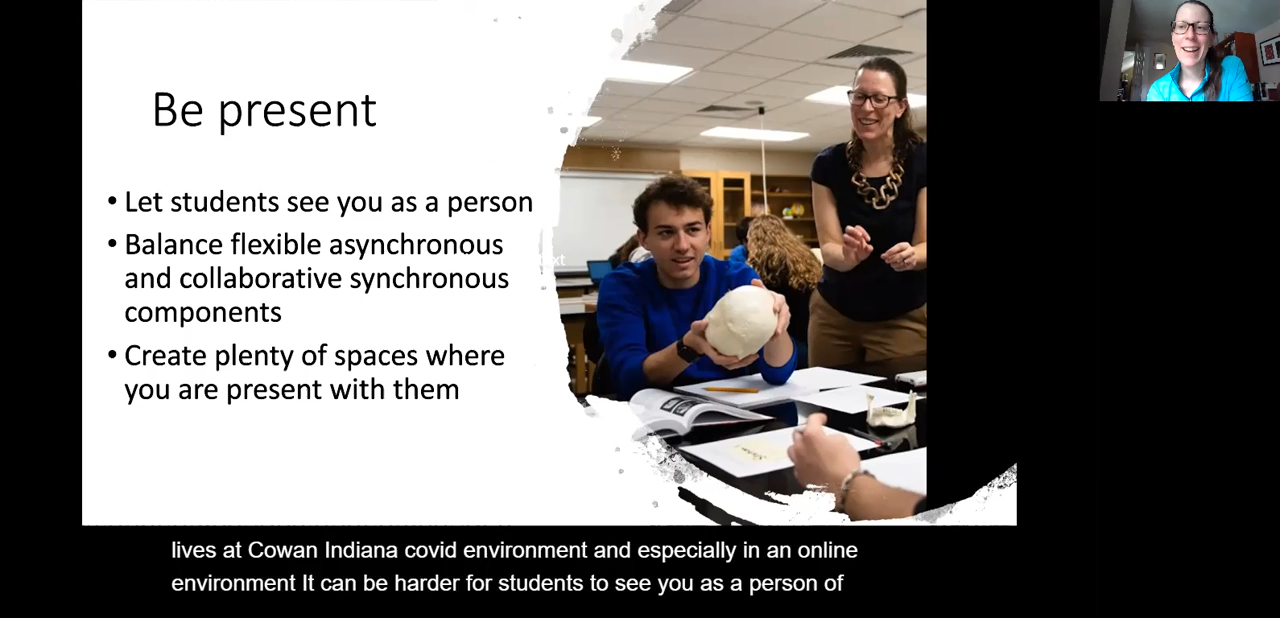 Be present
• Let students see you as a person
• Balance flexible asynchronous
and collaborative synchronous
components
• Create plenty of spaces where
you are present with them
lives at Cowan Indiana covid environment and especially in an online
environment It can be harder for students to see you as a person of